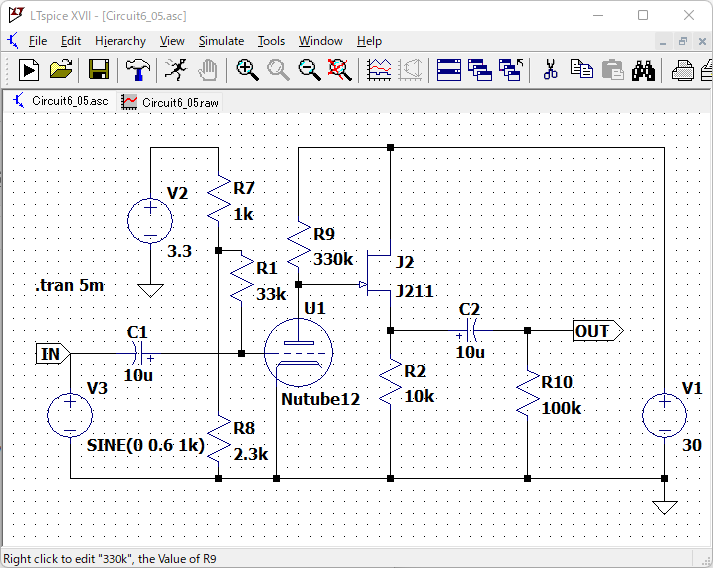 LTspice XVII - [Circuit6_05.asc]
File Edit Hierarchy View Simulate Tools Window Help
Circuit6_05.asc Circuit6_05.raw
V2
3.3
R7
1k
R9
330k
J2
J211
.tran 5m
R1
33k
U1
Nutube12
C1
10u
IN
C2
10u
OUT
V3
SINE(0 0.6 1k)
R8
2.3k
R2
10k
R10
100k
V1
30
Right click to edit "330k", the Value of R9